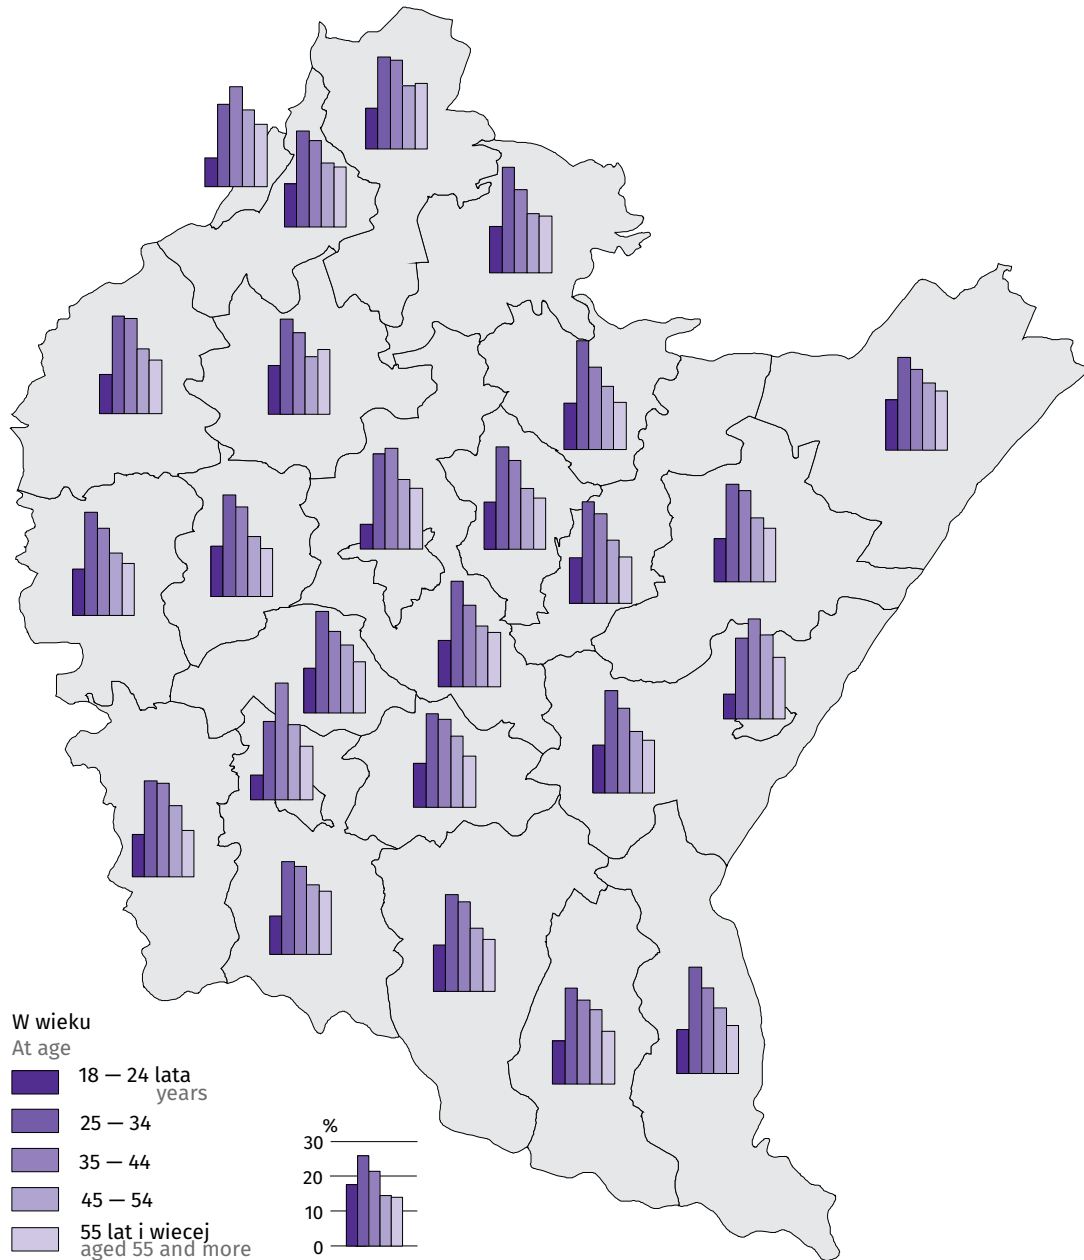 W wieku
At age
18 — 24 lata
years
25 — 34
35 — 44
45 — 54
55 lat i wiecej
aged 55 and more
%
30
20
10
0